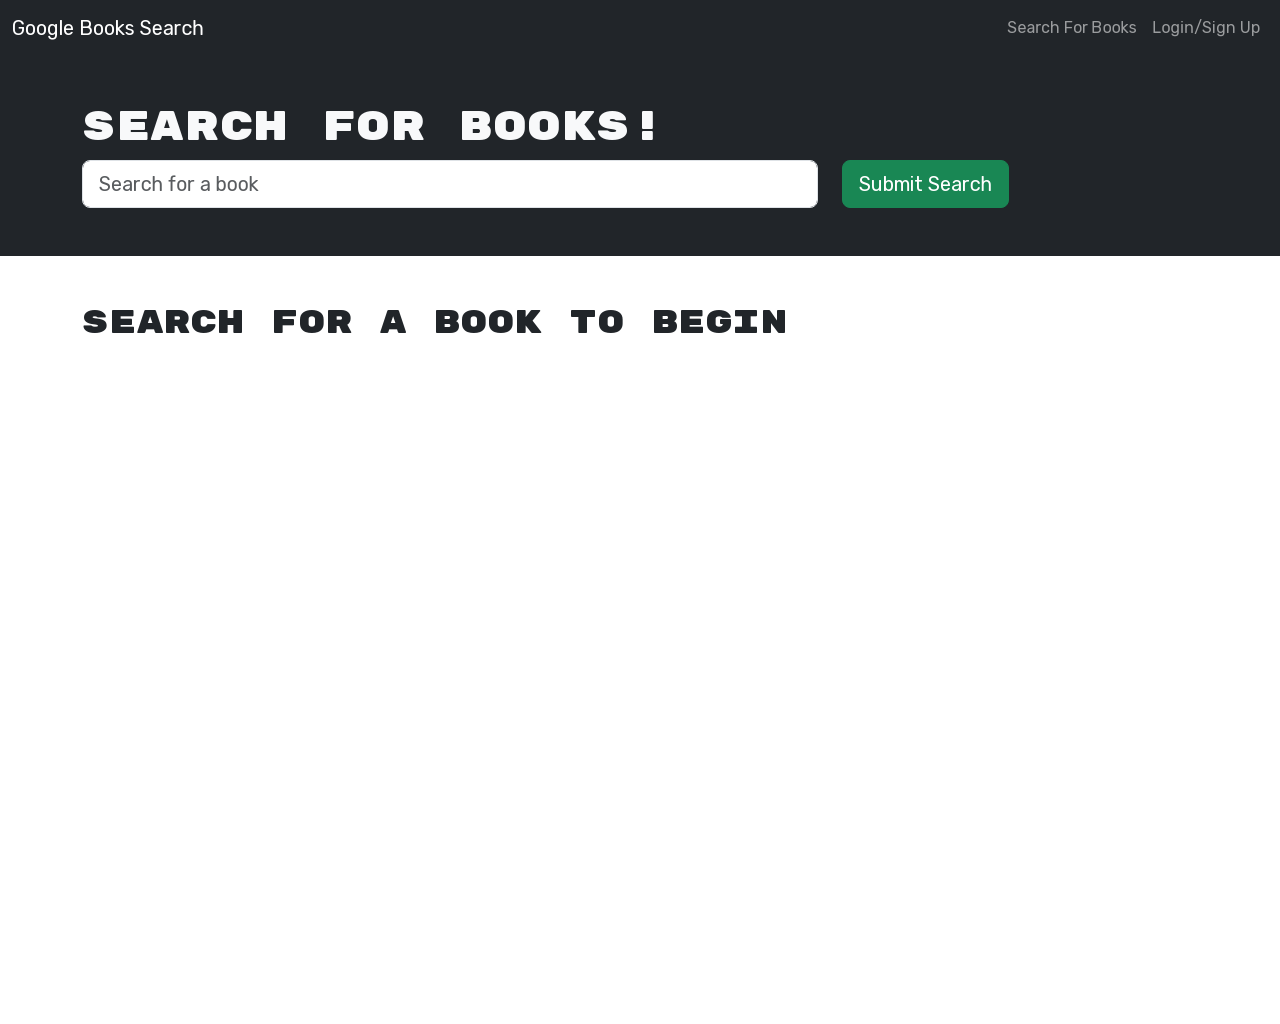 Google Books Search
Search For Books
Login/Sign Up
SEARCH FOR BOOKS!
Search for a book
Submit Search
SEARCH FOR A BOOK TO BEGIN